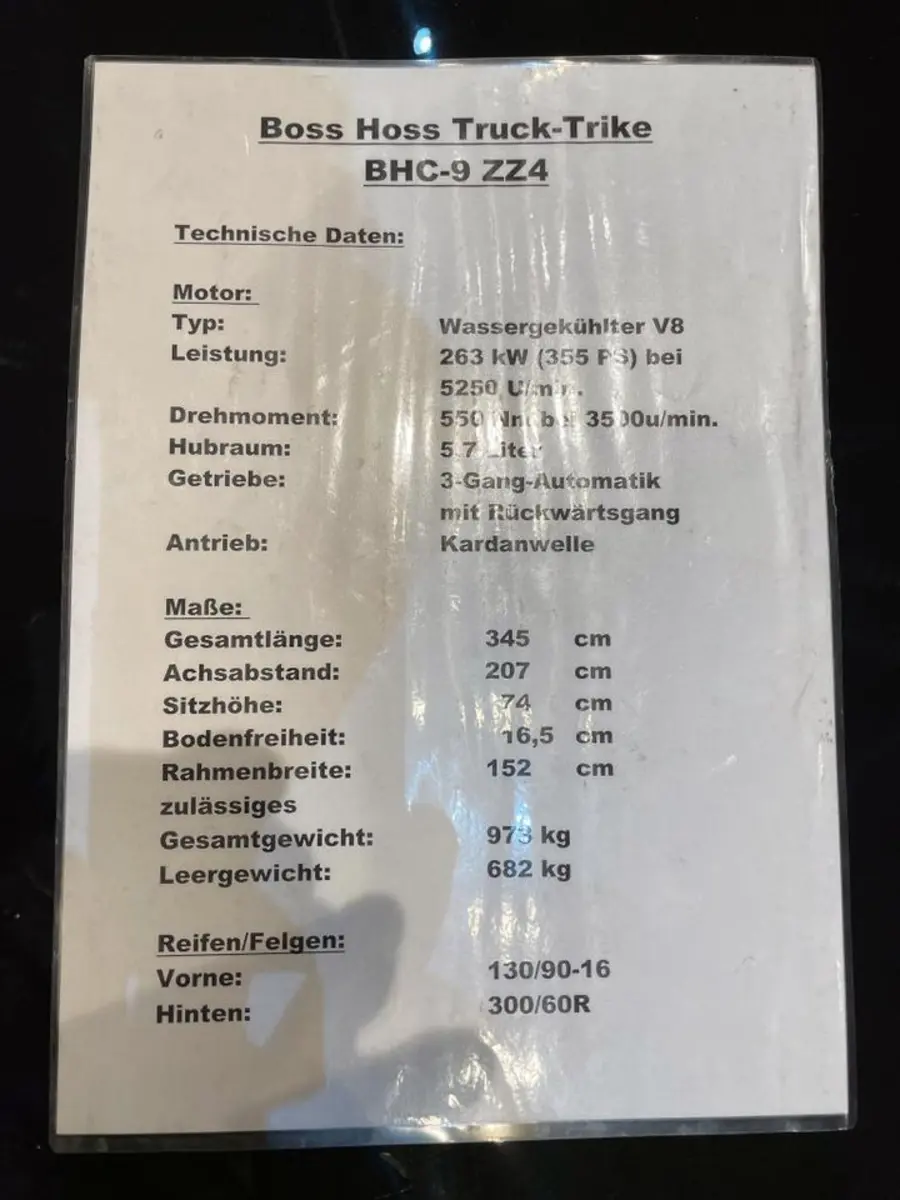 Boss Hoss Truck-Trike
BHC-9 ZZ4
Technische Daten:
Motor:
Typ: Wassergekühlter V8
Leistung: 263 kW (355 PS) bei
5250 U/min.
Drehmoment: 550 Nm bei 3500u/min.
Hubraum: 5,7 Liter
Getriebe: 3-Gang-Automatik
mit Rückwärtsgang
Antrieb: Kardanwelle
Maße:
Gesamtlänge: 345 cm
Achsabstand: 207 cm
Sitzhöhe: 74 cm
Bodenfreiheit: 16,5 cm
Rahmenbreite: 152 cm
zulässiges
Gesamtgewicht: 973 kg
Leergewicht: 682 kg
Reifen/Felgen:
Vorne: 130/90-16
Hinten: 300/60R